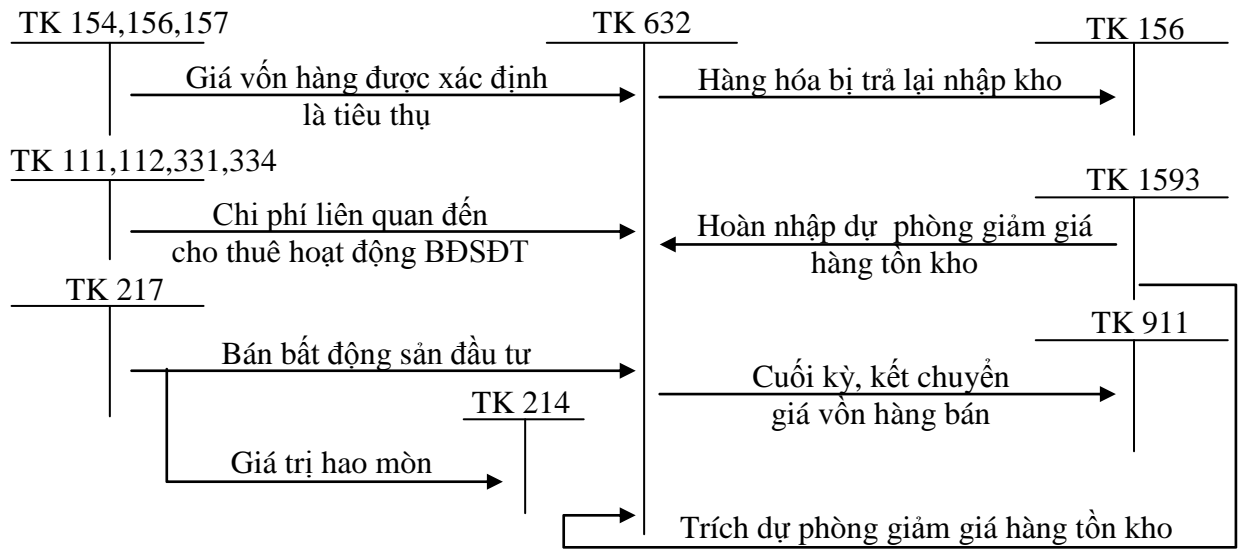 TK 154,156,157
TK 632
TK 156
Giá vốn hàng được xác định
là tiêu thụ
Hàng hóa bị trả lại nhập kho
TK 111,112,331,334
TK 1593
Chi phí liên quan đến
cho thuê hoạt động BĐSĐT
Hoàn nhập dự phòng giảm giá
hàng tồn kho
TK 217
TK 911
Bán bất động sản đầu tư
Cuối kỳ, kết chuyển
giá vốn hàng bán
TK 214
Giá trị hao mòn
Trích dự phòng giảm giá hàng tồn kho